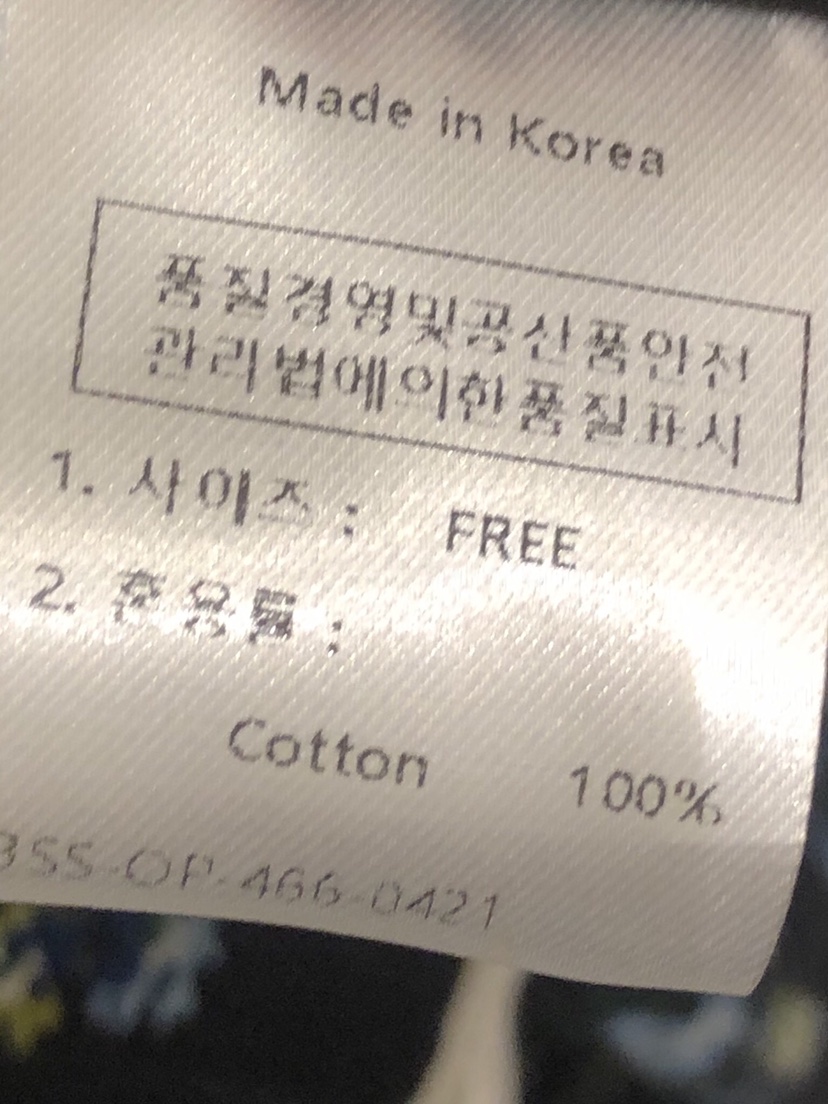 Made in Korea
품질경영및공산품안전
관리법에의한품질표시
1. 사이즈 : FREE
2. 혼용률 :
Cotton 100%
3SS-OP-466-0421